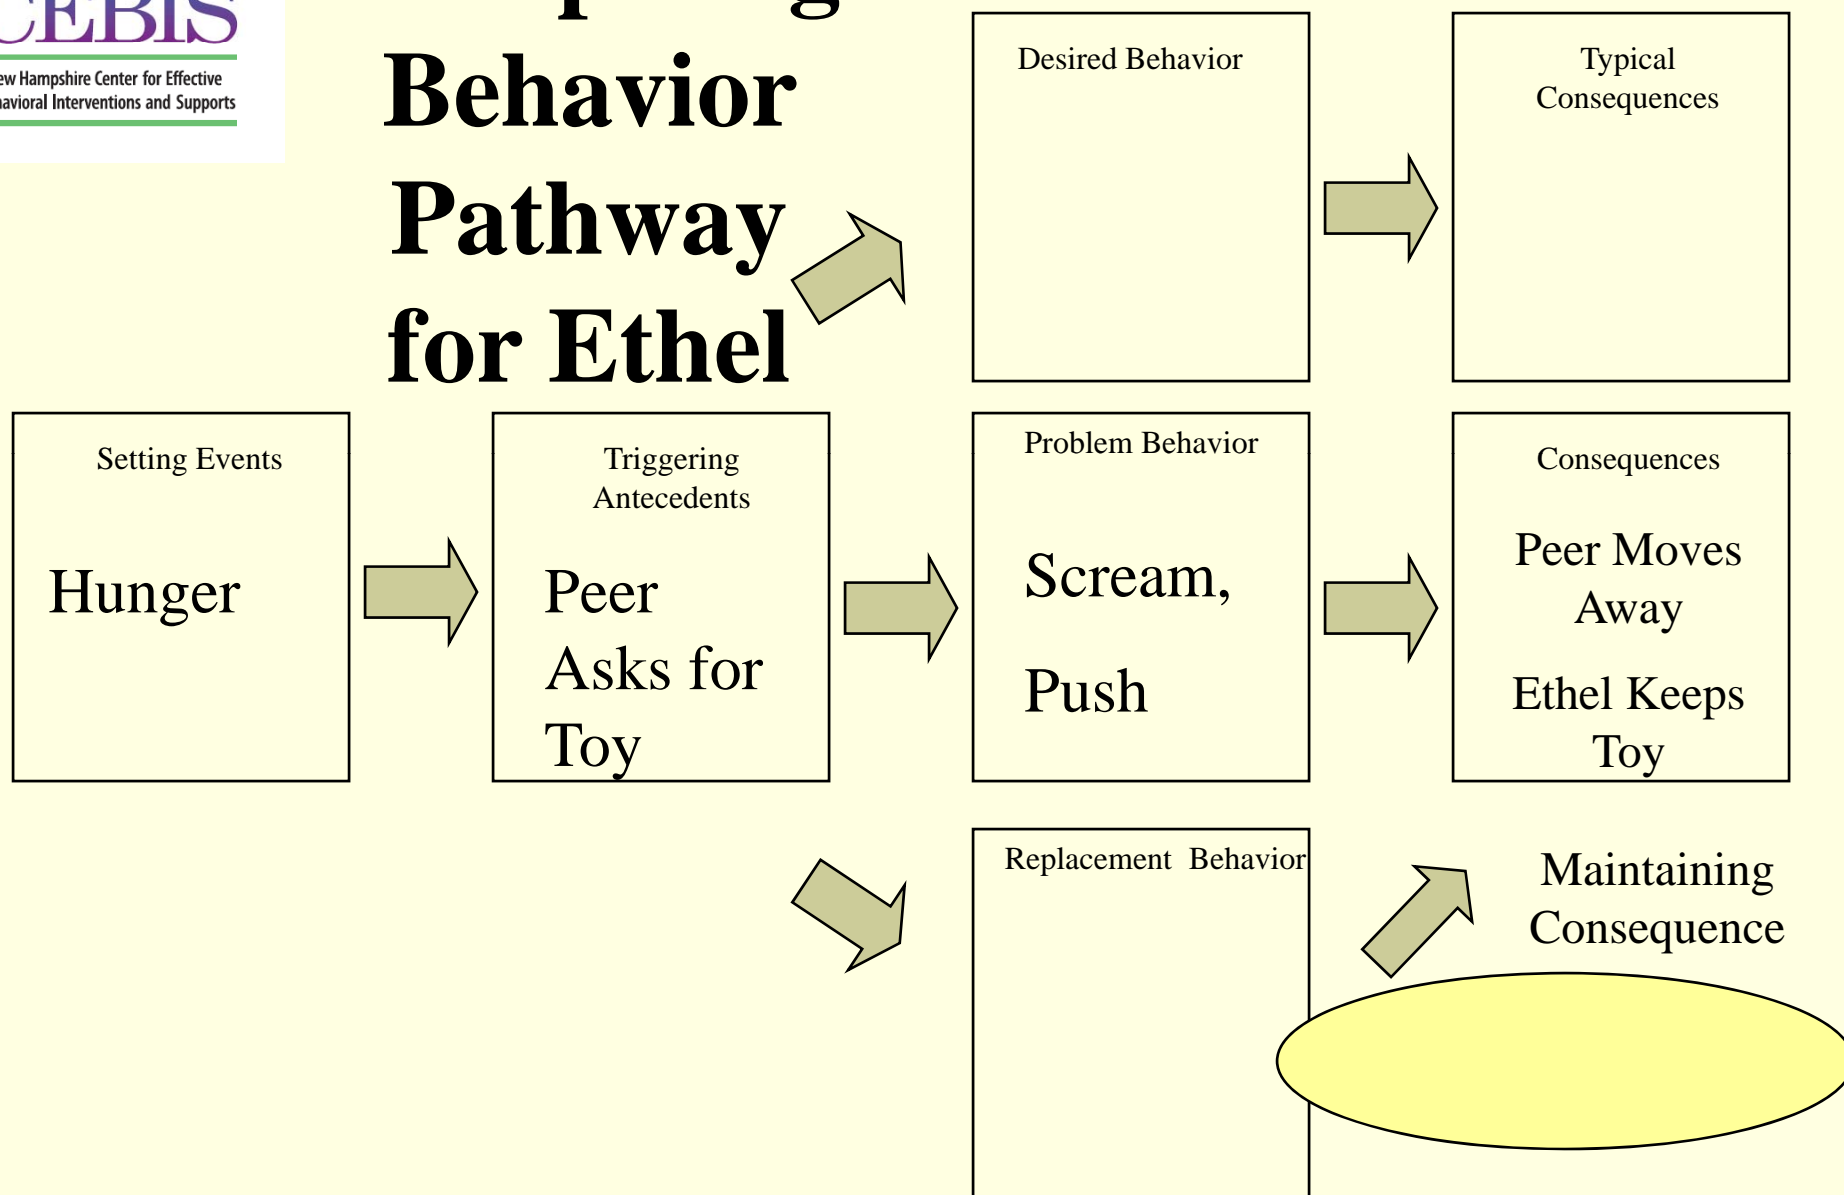 CEBIS
ew Hampshire Center for Effective
avioral Interventions and Supports
Behavior
Pathway
for Ethel
Desired Behavior
Typical
Consequences
Setting Events
Hunger
Triggering
Antecedents
Peer
Asks for
Toy
Problem Behavior
Scream,
Push
Consequences
Peer Moves
Away
Ethel Keeps
Toy
Replacement  Behavior
Maintaining
Consequence